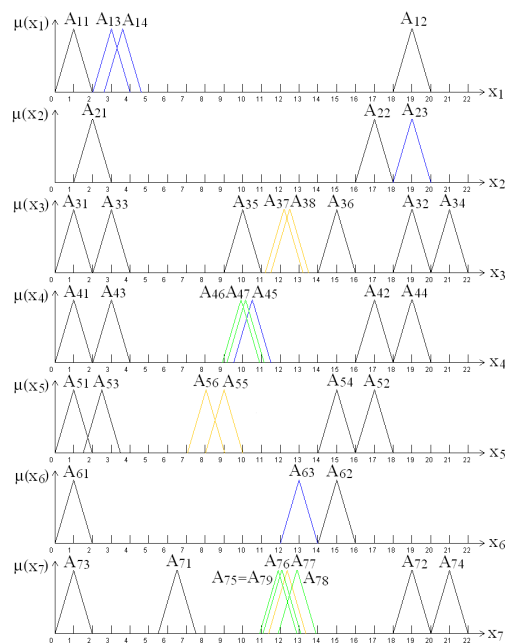 A11 A13 A14 A12
μ(x1)
0 1 2 3 4 5 6 7 8 9 10 11 12 13 14 15 16 17 18 19 20 21 22 X1
A21 A22 A23
μ(x2)
0 1 2 3 4 5 6 7 8 9 10 11 12 13 14 15 16 17 18 19 20 21 22 X2
A31 A33 A35 A37 A38 A36 A32 A34
μ(x3)
0 1 2 3 4 5 6 7 8 9 10 11 12 13 14 15 16 17 18 19 20 21 22 X3
A41 A43 A46 A47 A45 A42 A44
μ(x4)
0 1 2 3 4 5 6 7 8 9 10 11 12 13 14 15 16 17 18 19 20 21 22 X4
A51 A53 A56 A55 A54 A52
μ(x5)
0 1 2 3 4 5 6 7 8 9 10 11 12 13 14 15 16 17 18 19 20 21 22 X5
A61 A63 A62
μ(x6)
0 1 2 3 4 5 6 7 8 9 10 11 12 13 14 15 16 17 18 19 20 21 22 X6
A73 A71 A76 A77 A72 A74
μ(x7)
A75=A79 A78
0 1 2 3 4 5 6 7 8 9 10 11 12 13 14 15 16 17 18 19 20 21 22 X7